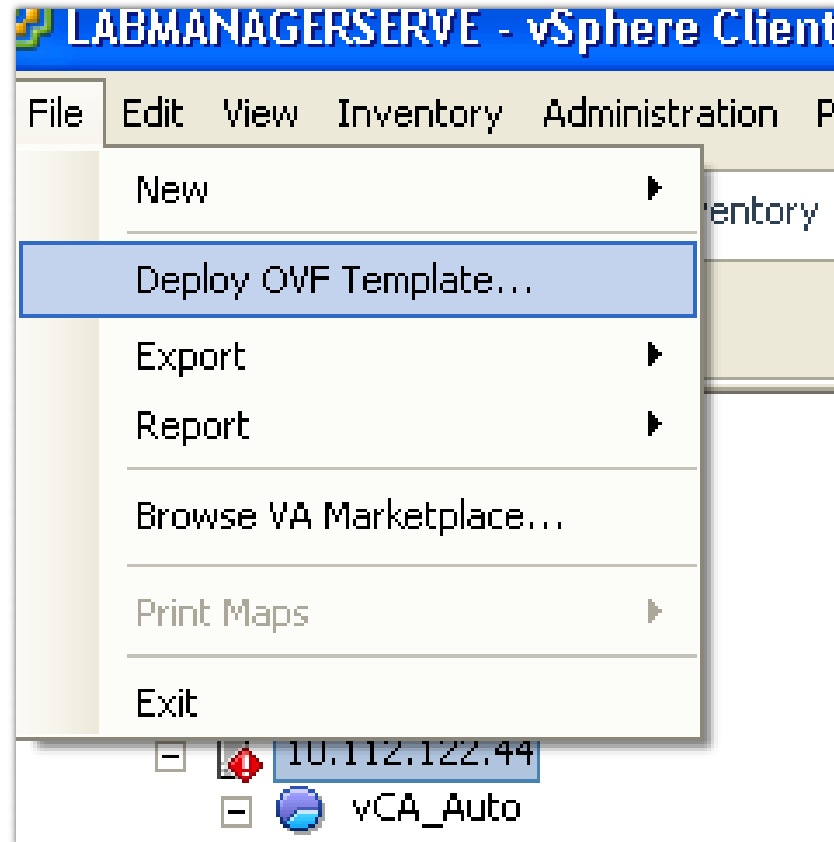 LABMANAGERSERVE - vSphere Client
File Edit View Inventory Administration P
New
entory
Deploy OVF Template...
Export
Report
Browse VA Marketplace...
Print Maps
Exit
10.112.122.44
vCA_Auto